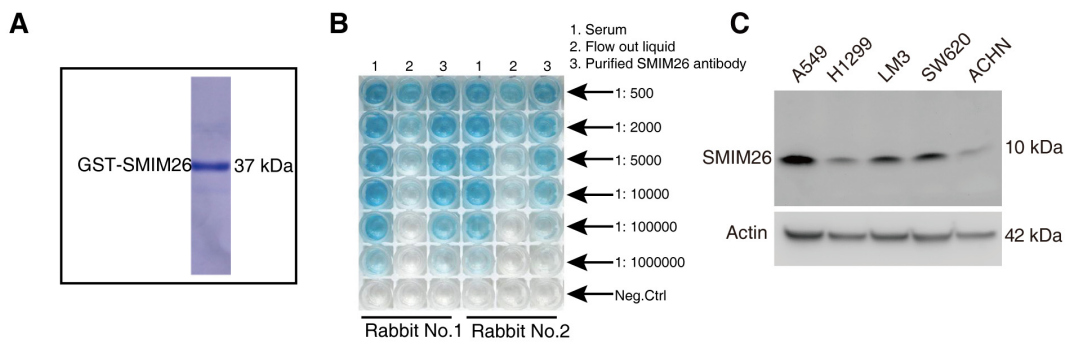 A
GST-SMIM26
37 kDa
B
1. Serum
2. Flow out liquid
3. Purified SMIM26 antibody
1 2 3 1 2 3
1: 500
1: 2000
1: 5000
1: 10000
1: 100000
1: 1000000
Neg.Ctrl
Rabbit No.1 Rabbit No.2
C
A549 H1299 LM3 SW620 ACHN
SMIM26
10 kDa
Actin
42 kDa